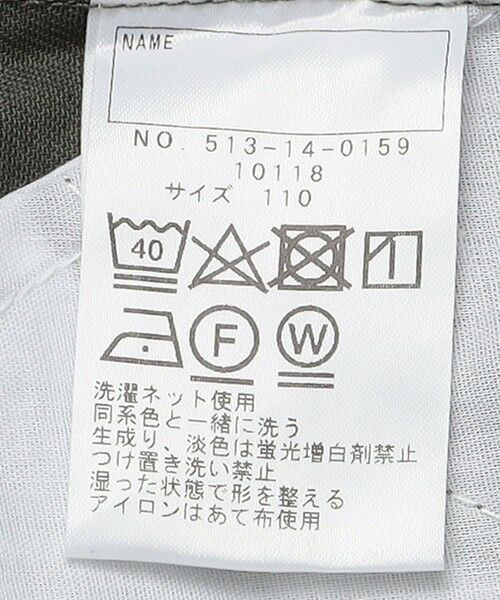 NAME
NO. 513-14-0159
10118
サイズ 110
40
F W
洗濯ネット使用
同系色と一緒に洗う
生成り、淡色は蛍光増白剤禁止
つけ置き洗い禁止
湿った状態で形を整える
アイロンはあて布使用